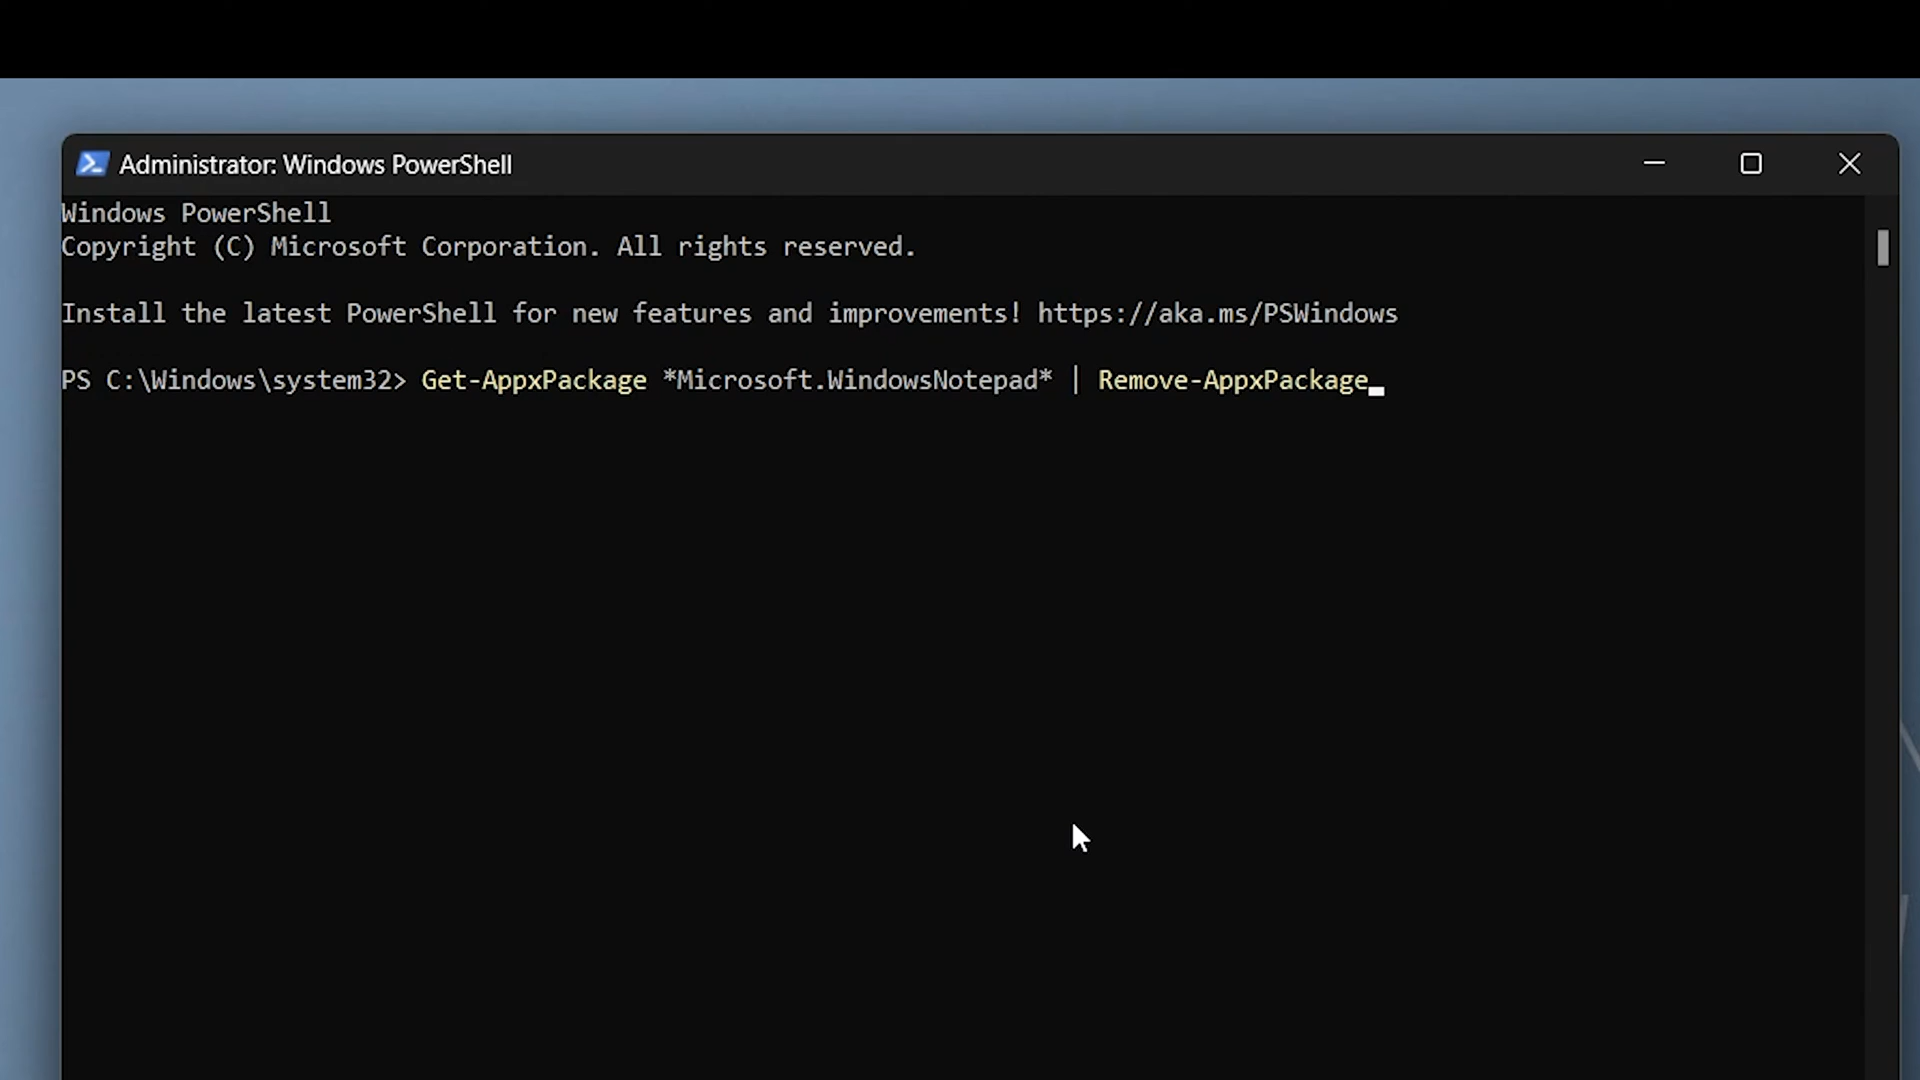 Administrator: Windows PowerShell
Windows PowerShell
Copyright (C) Microsoft Corporation. All rights reserved.
Install the latest PowerShell for new features and improvements! https://aka.ms/PSWindows
PS C:\Windows\system32> Get-AppxPackage *Microsoft.WindowsNotepad* | Remove-AppxPackage